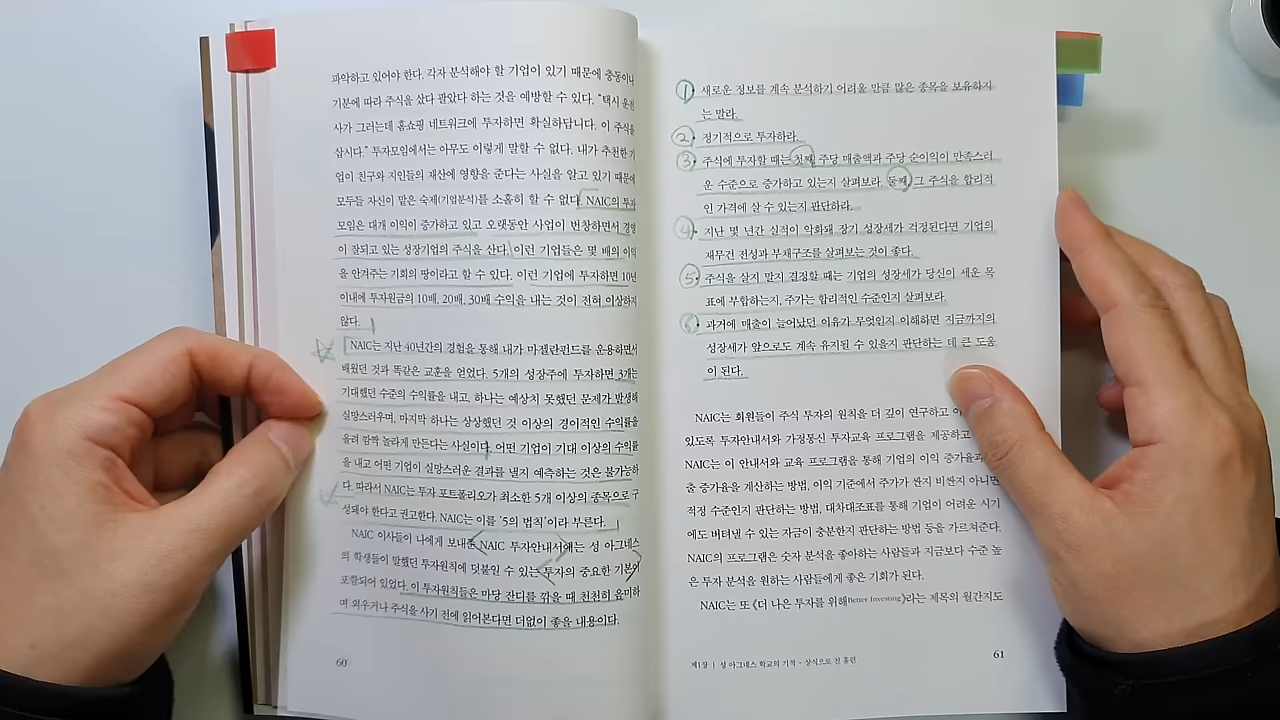 파악하고 있어야 한다. 각자 분석해야 할 기업이 있기 때문에 충동이나
기분에 따라 주식을 샀다 팔았다 하는 것을 예방할 수 있다. “택시 운전
사가 그러는데 홈쇼핑 네트워크에 투자하면 확실하답니다. 이 주식을
삽시다.” 투자모임에서는 아무도 이렇게 말할 수 없다. 내가 추천한 기
업이 친구와 지인들의 재산에 영향을 준다는 사실을 알고 있기 때문에
모두들 자신이 맡은 숙제(기업분석)를 소홀히 할 수 없다. NAIC의 투자
모임은 대개 이익이 증가하고 있고 오랫동안 사업이 번창하면서 경영
이 잘되고 있는 성장기업의 주식을 산다. 이런 기업들은 몇 배의 이익
을 안겨주는 기회의 땅이라고 할 수 있다. 이런 기업에 투자하면 10년
이내에 투자원금의 10배, 20배, 30배 수익을 내는 것이 전혀 이상하지
않다.
NAIC는 지난 40년간의 경험을 통해 내가 마젤란펀드를 운용하면서
배웠던 것과 똑같은 교훈을 얻었다. 5개의 성장주에 투자하면 3개는
기대했던 수준의 수익률을 내고, 하나는 예상치 못했던 문제가 발생해
실망스러우며, 마지막 하나는 상상했던 것 이상의 경이적인 수익률을
올려 깜짝 놀라게 만든다는 사실이다. 어떤 기업이 기대 이상의 수익률
을 내고 어떤 기업이 실망스러운 결과를 낼지 예측하는 것은 불가능하
다. 따라서 NAIC는 투자 포트폴리오가 최소한 5개 이상의 종목으로 구
성돼야 한다고 권고한다. NAIC는 이를 ‘5의 법칙’이라 부른다.
NAIC 이사들이 나에게 보내준 NAIC 투자안내서에는 성 아그네스
의 학생들이 말했던 투자원칙에 덧붙일 수 있는 투자의 중요한 기본이
포함되어 있었다. 이 투자원칙들은 마당 잔디를 깎을 때 천천히 음미하
며 외우거나 주식을 사기 전에 읽어본다면 더없이 좋을 내용이다.
60
① • 새로운 정보를 계속 분석하기 어려울 만큼 많은 종목을 보유하지
는 말라.
② • 정기적으로 투자하라.
③ • 주식에 투자할 때는 첫째, 주당 매출액과 주당 순이익이 만족스러
운 수준으로 증가하고 있는지 살펴보라. 둘째, 그 주식을 합리적
인 가격에 살 수 있는지 판단하라.
④ • 지난 몇 년간 실적이 악화돼 장기 성장세가 걱정된다면 기업의
재무건전성과 부채구조를 살펴보는 것이 좋다.
⑤ • 주식을 살지 말지 결정할 때는 기업의 성장세가 당신이 세운 목
표에 부합하는지, 주가는 합리적인 수준인지 살펴보라.
⑥ • 과거에 매출이 늘어났던 이유가 무엇인지 이해하면 지금까지의
성장세가 앞으로도 계속 유지될 수 있을지 판단하는 데 큰 도움
이 된다.
NAIC는 회원들이 주식 투자의 원칙을 더 깊이 연구하고
있도록 투자안내서와 가정통신 투자교육 프로그램을 제공하고
NAIC는 이 안내서와 교육 프로그램을 통해 기업의 이익 증가율과
출 증가율을 계산하는 방법, 이익 기준에서 주가가 싼지 비싼지 아니면
적정 수준인지 판단하는 방법, 대차대조표를 통해 기업이 어려운 시기
에도 버텨낼 수 있는 자금이 충분한지 판단하는 방법 등을 가르쳐준다.
NAIC의 프로그램은 숫자 분석을 좋아하는 사람들과 지금보다 수준 높
은 투자 분석을 원하는 사람들에게 좋은 기회가 된다.
NAIC는 또 《더 나은 투자를 위해Better Investing》라는 제목의 월간지도
제1장 | 성 아그네스 학교의 기적 - 상식으로 친 홈런
61